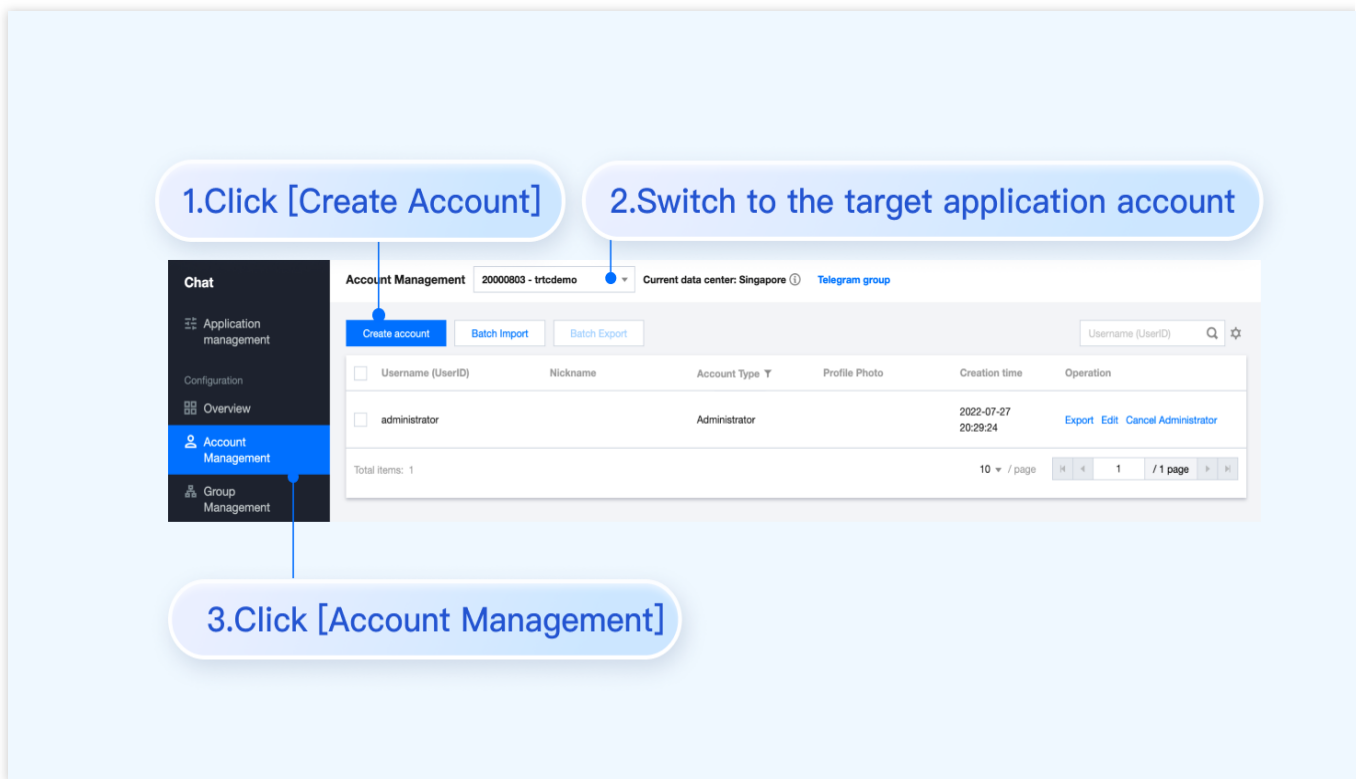 1.Click [Create Account]
2.Switch to the target application account
Chat
Account Management
20000803 - trtcdemo
Current data center: Singapore
Telegram group
Application
management
Configuration
Overview
Account
Management
Group
Management
Create account
Batch Import
Batch Export
Username (UserID)
Username (UserID)
Nickname
Account Type
Profile Photo
Creation time
Operation
administrator
Administrator
2022-07-27
20:29:24
Export
Edit
Cancel Administrator
Total items: 1
10
/ page
1
/ 1 page
3.Click [Account Management]